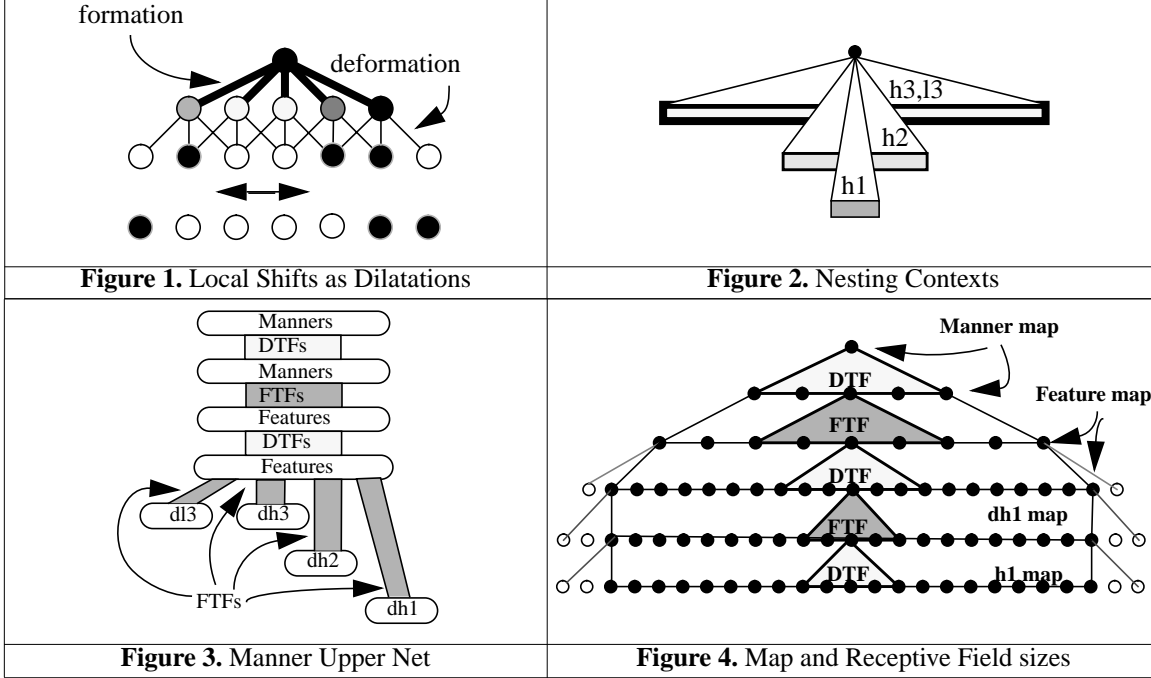 formation
deformation
Figure 1. Local Shifts as Dilatations
h3,l3
h2
h1
Figure 2. Nesting Contexts
Manners
DTFs
Manners
FTFs
Features
DTFs
Features
dl3
dh3
dh2
FTFs
dh1
Figure 3. Manner Upper Net
Manner map
DTF
Feature map
FTF
DTF
dh1 map
FTF
DTF
h1 map
Figure 4. Map and Receptive Field sizes